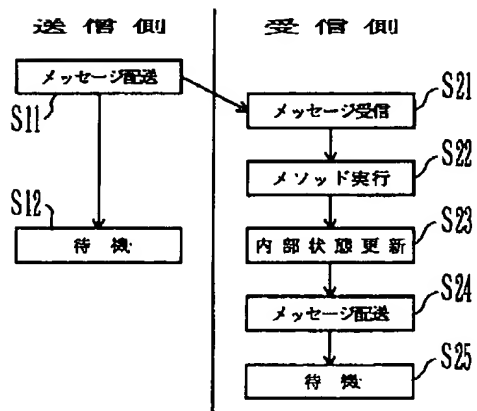 送信側
メッセージ配送
S11
S12
待機
受信側
S21
メッセージ受信
S22
メソッド実行
S23
内部状態更新
S24
メッセージ配送
S25
待機